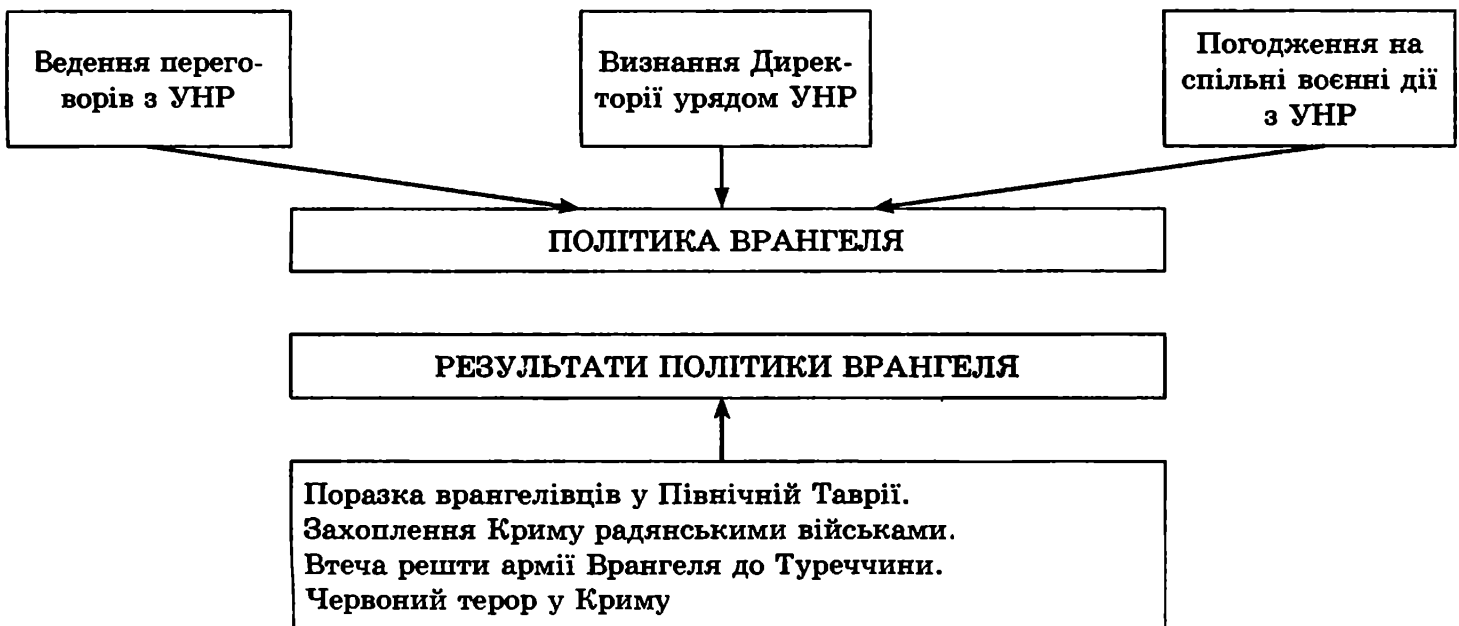 Ведення перего-
ворів з УНР
Визнання Дирек-
торії урядом УНР
Погодження на
спільні воєнні дії
з УНР
ПОЛІТИКА ВРАНГЕЛЯ
РЕЗУЛЬТАТИ ПОЛІТИКИ ВРАНГЕЛЯ
Поразка врангелівців у Північній Таврії.
Захоплення Криму радянськими військами.
Втеча решти армії Врангеля до Туреччини.
Червоний терор у Криму